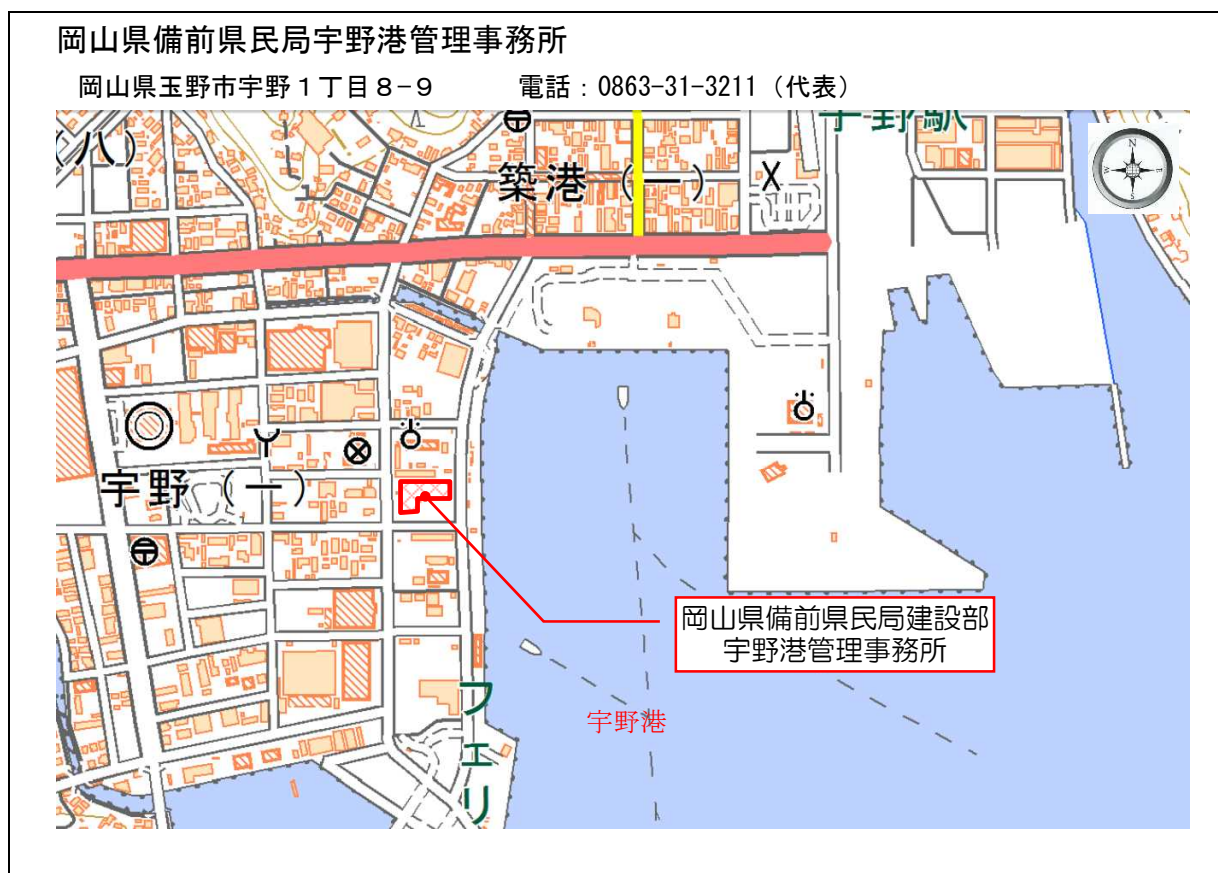 岡山県備前県民局宇野港管理事務所
岡山県玉野市宇野１丁目８−９　電話：0863-31-3211（代表）
(八)
築港（一）
宇野駅
宇野（一）
岡山県備前県民局建設部
宇野港管理事務所
宇野港
フェリ